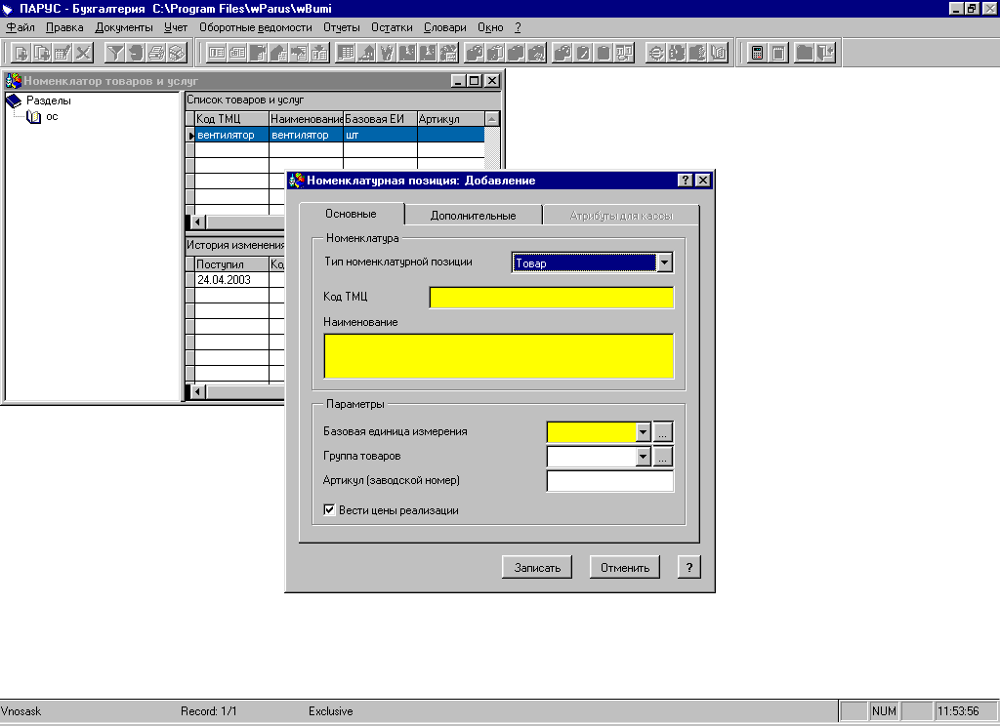 ПАРУС - Бухгалтерия C:\Program Files\wParus\wBumi
Файл Правка Документы Учет Оборотные ведомости Отчеты Остатки Словари Окно ?
Номенклатор товаров и услуг
Разделы
ос
Список товаров и услуг
Код ТМЦ Наименование Базовая ЕИ Артикул
вентилятор вентилятор шт
История изменения
Поступил Ко
24.04.2003
Номенклатурная позиция: Добавление
Основные Дополнительные Атрибуты для кассы
Номенклатура
Тип номенклатурной позиции Товар
Код ТМЦ
Наименование
Параметры
Базовая единица измерения ...
Группа товаров ...
Артикул (заводской номер)
Вести цены реализации
Записать Отменить ?
Vnosask Record: 1/1 Exclusive NUM 11:53:56